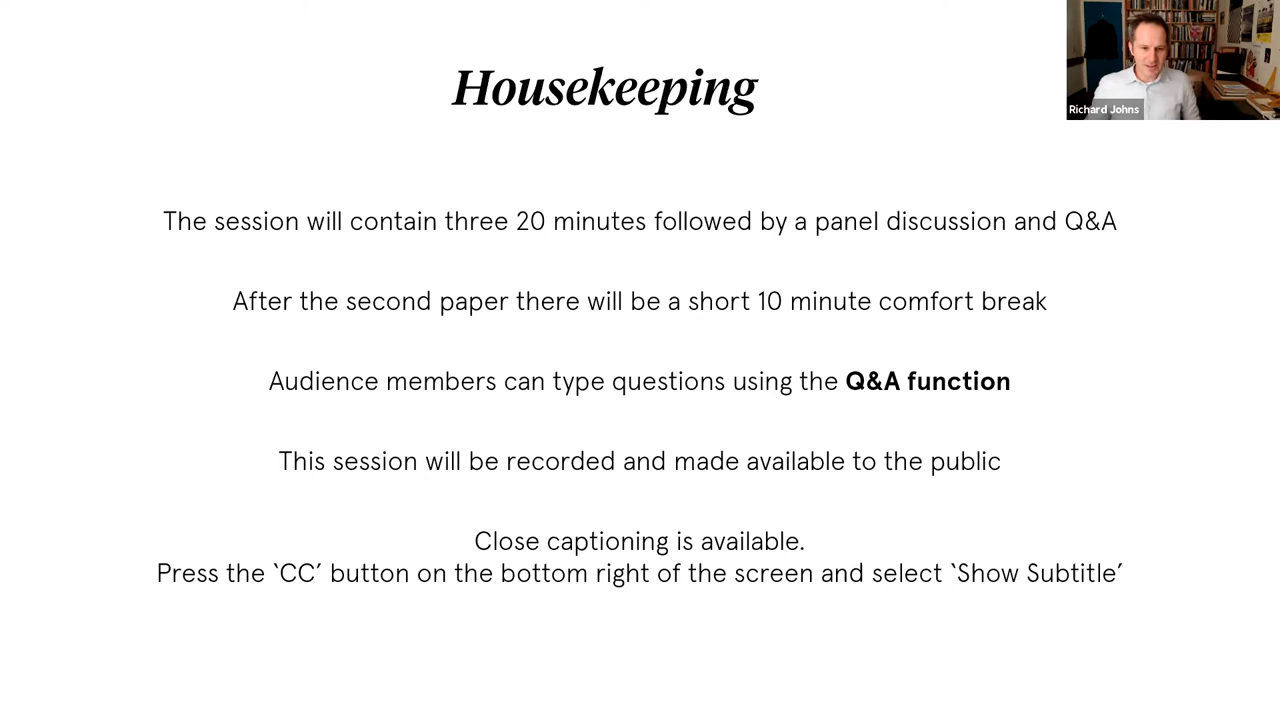 Housekeeping
Richard Johns
The session will contain three 20 minutes followed by a panel discussion and Q&A
After the second paper there will be a short 10 minute comfort break
Audience members can type questions using the Q&A function
This session will be recorded and made available to the public
Close captioning is available.
Press the ‘CC’ button on the bottom right of the screen and select ‘Show Subtitle’